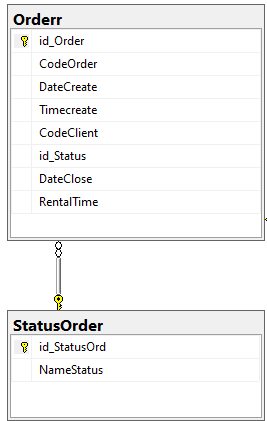 Orderr
id_Order
CodeOrder
DateCreate
Timecreate
CodeClient
id_Status
DateClose
RentalTime
StatusOrder
id_StatusOrd
NameStatus